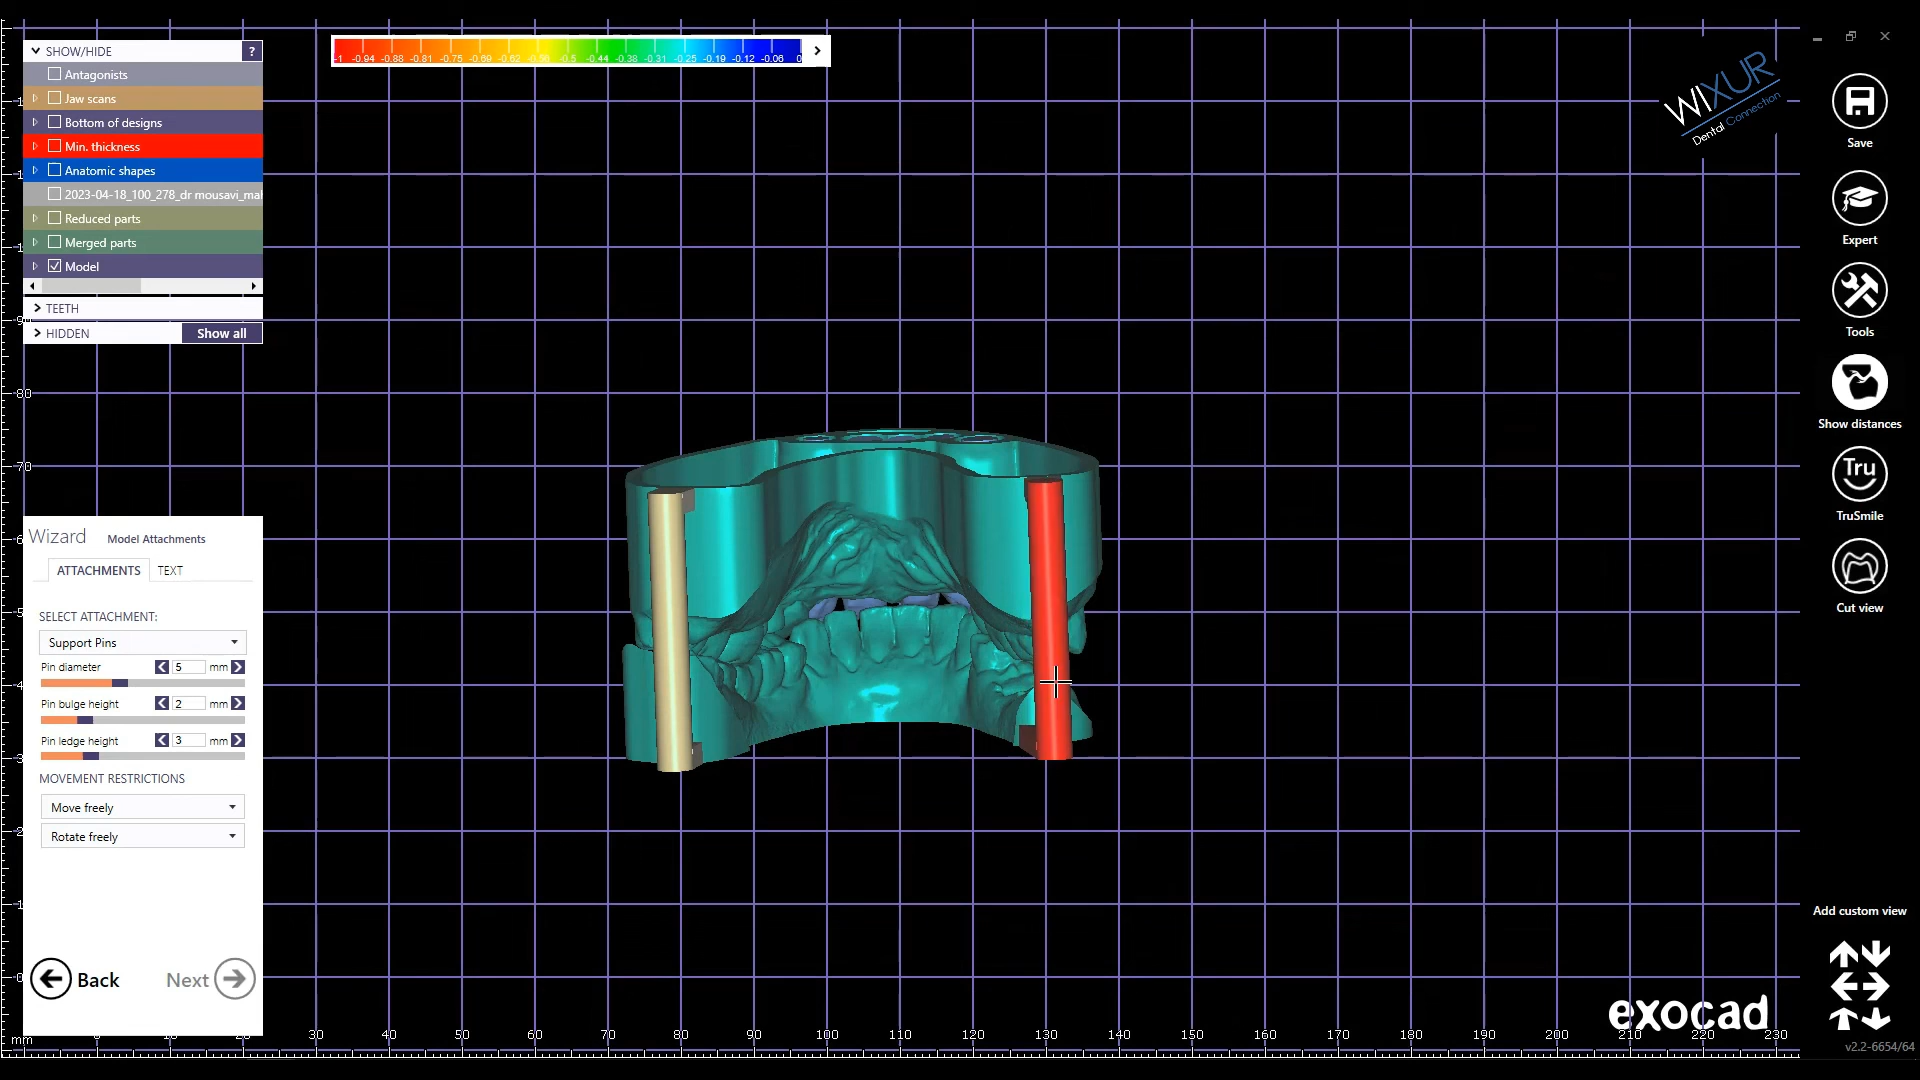 SHOW/HIDE ?
Antagonists
Jaw scans
Bottom of designs
Min. thickness
Anatomic shapes
2023-04-18_100_278_dr mousavi_mal
Reduced parts
Merged parts
Model
TEETH
HIDDEN Show all
-1 -0.94 -0.88 -0.81 -0.75 -0.69 -0.62 -0.5 -0.44 -0.38 -0.31 -0.25 -0.19 -0.12 -0.06 0
WIXUR
Dental Connection
Save
Expert
Tools
Show distances
Tru
TruSmile
Cut view
80
70
Wizard Model Attachments
ATTACHMENTS TEXT
SELECT ATTACHMENT:
Support Pins
Pin diameter 5 mm
Pin bulge height 2 mm
Pin ledge height 3 mm
MOVEMENT RESTRICTIONS
Move freely
Rotate freely
Back Next
Add custom view
exocad
mm 30 40 50 60 70 80 90 100 110 120 130 140 150 160 170 180 190 200 210 220 230
v2.2-6654/64